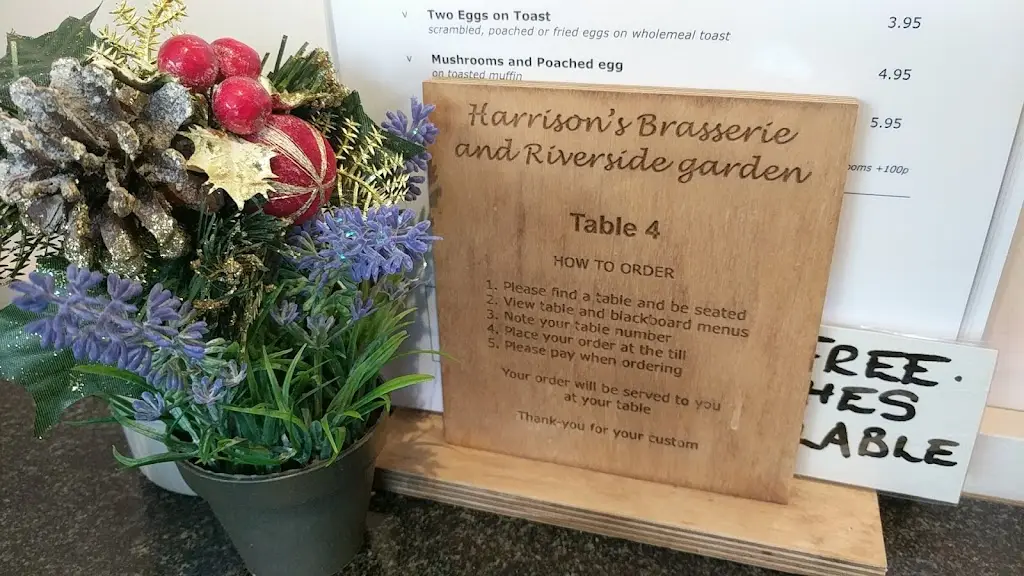 v Two Eggs on Toast 3.95
scrambled, poached or fried eggs on wholemeal toast
v Mushrooms and Poached egg 4.95
on toasted muffin
5.95
+100p
Harrison's Brasserie
and Riverside garden
Table 4
HOW TO ORDER
1. Please find a table and be seated
2. View table and blackboard menus
3. Note your table number
4. Place your order at the till
5. Please pay when ordering
Your order will be served to you
at your table
Thank-you for your custom
FREE.